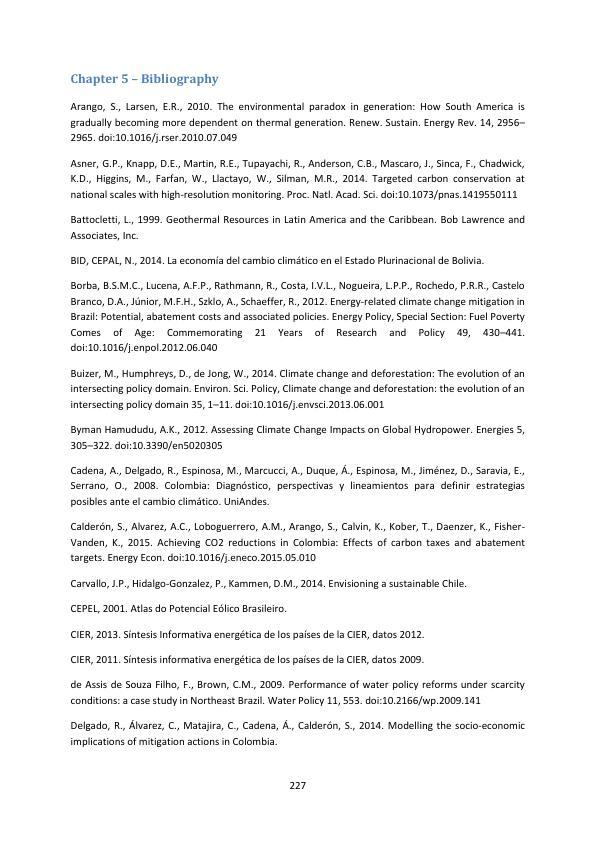 Chapter 5 – Bibliography
Arango, S., Larsen, E.R., 2010. The environmental paradox in generation: How South America is
gradually becoming more dependent on thermal generation. Renew. Sustain. Energy Rev. 14, 2956–
2965. doi:10.1016/j.rser.2010.07.049
Asner, G.P., Knapp, D.E., Martin, R.E., Tupayachi, R., Anderson, C.B., Mascaro, J., Sinca, F., Chadwick,
K.D., Higgins, M., Farfan, W., Llactayo, W., Silman, M.R., 2014. Targeted carbon conservation at
national scales with high-resolution monitoring. Proc. Natl. Acad. Sci. doi:10.1073/pnas.1419550111
Battocletti, L., 1999. Geothermal Resources in Latin America and the Caribbean. Bob Lawrence and
Associates, Inc.
BID, CEPAL, N., 2014. La economía del cambio climático en el Estado Plurinacional de Bolivia.
Borba, B.S.M.C., Lucena, A.F.P., Rathmann, R., Costa, I.V.L., Nogueira, L.P.P., Rochedo, P.R.R., Castelo
Branco, D.A., Júnior, M.F.H., Szklo, A., Schaeffer, R., 2012. Energy-related climate change mitigation in
Brazil: Potential, abatement costs and associated policies. Energy Policy, Special Section: Fuel Poverty
Comes of Age: Commemorating 21 Years of Research and Policy 49, 430–441.
doi:10.1016/j.enpol.2012.06.040
Buizer, M., Humphreys, D., de Jong, W., 2014. Climate change and deforestation: The evolution of an
intersecting policy domain. Environ. Sci. Policy, Climate change and deforestation: the evolution of an
intersecting policy domain 35, 1–11. doi:10.1016/j.envsci.2013.06.001
Byman Hamududu, A.K., 2012. Assessing Climate Change Impacts on Global Hydropower. Energies 5,
305–322. doi:10.3390/en5020305
Cadena, A., Delgado, R., Espinosa, M., Marcucci, A., Duque, Á., Espinosa, M., Jiménez, D., Saravia, E.,
Serrano, O., 2008. Colombia: Diagnóstico, perspectivas y lineamientos para definir estrategias
posibles ante el cambio climático. UniAndes.
Calderón, S., Alvarez, A.C., Loboguerrero, A.M., Arango, S., Calvin, K., Kober, T., Daenzer, K., Fisher-
Vanden, K., 2015. Achieving CO2 reductions in Colombia: Effects of carbon taxes and abatement
targets. Energy Econ. doi:10.1016/j.eneco.2015.05.010
Carvallo, J.P., Hidalgo-Gonzalez, P., Kammen, D.M., 2014. Envisioning a sustainable Chile.
CEPEL, 2001. Atlas do Potencial Eólico Brasileiro.
CIER, 2013. Síntesis Informativa energética de los países de la CIER, datos 2012.
CIER, 2011. Síntesis informativa energética de los países de la CIER, datos 2009.
de Assis de Souza Filho, F., Brown, C.M., 2009. Performance of water policy reforms under scarcity
conditions: a case study in Northeast Brazil. Water Policy 11, 553. doi:10.2166/wp.2009.141
Delgado, R., Álvarez, C., Matajira, C., Cadena, Á., Calderón, S., 2014. Modelling the socio-economic
implications of mitigation actions in Colombia.
227